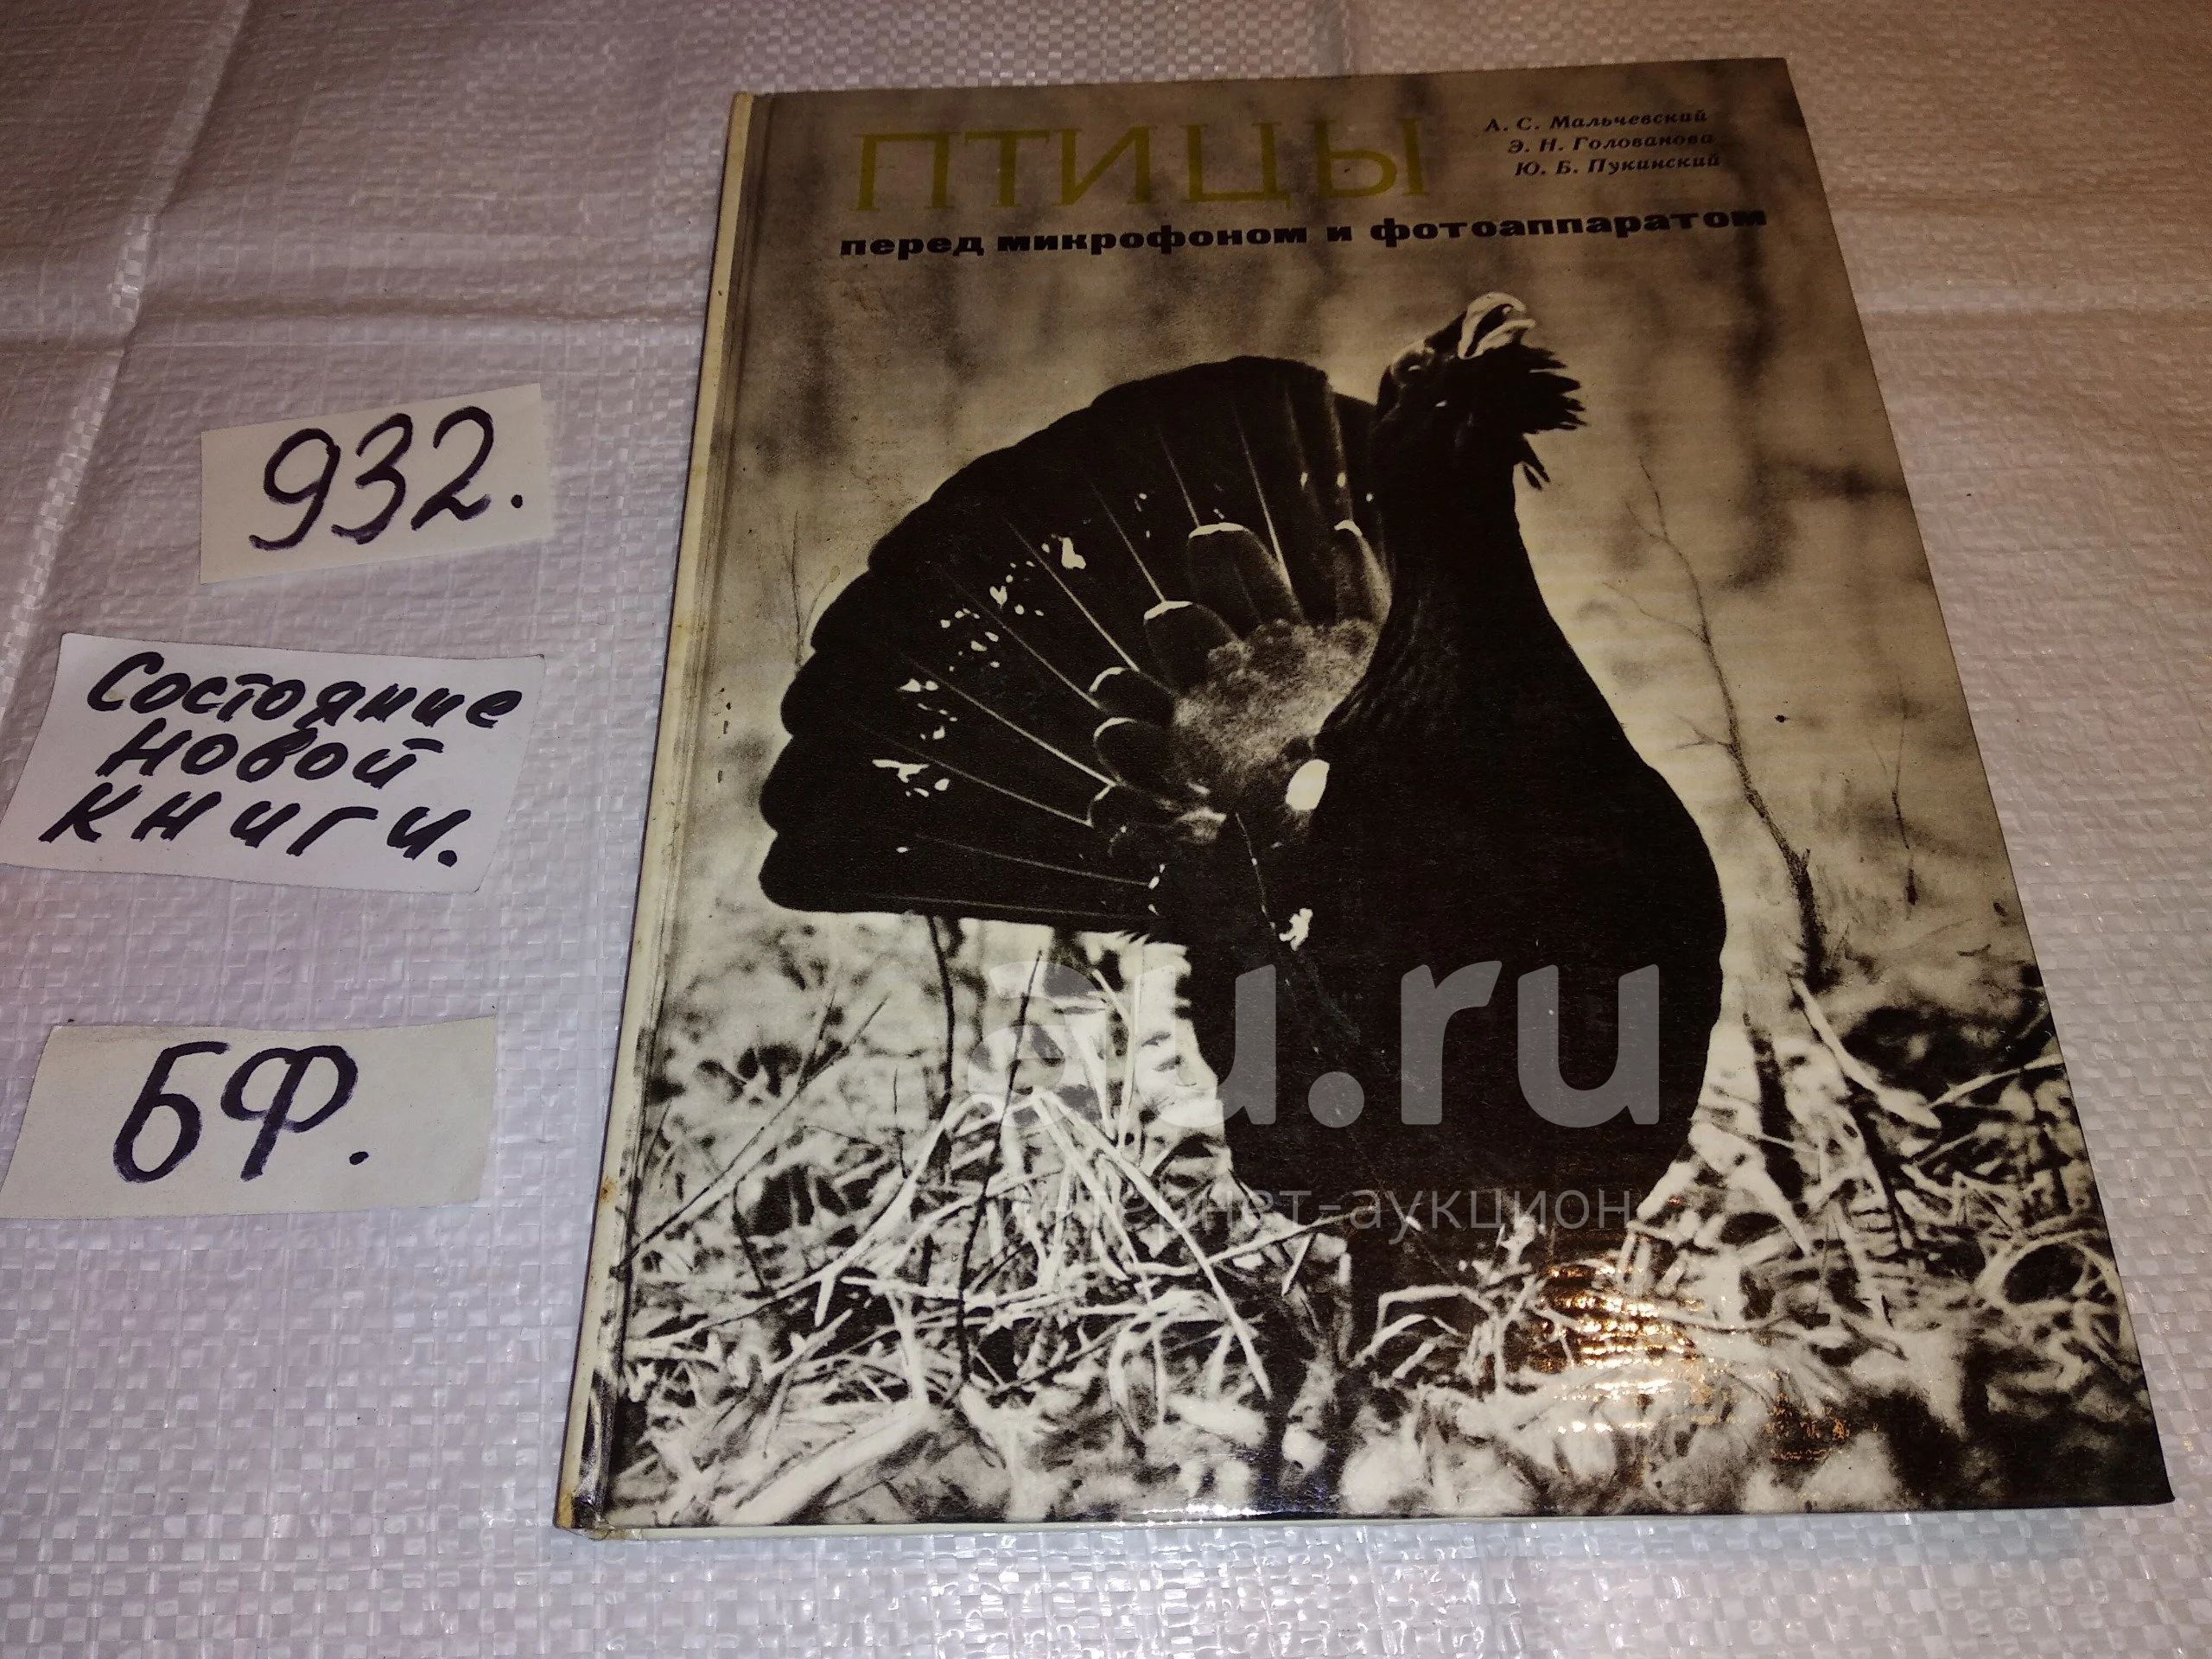 ПТИЦЫ
А. С. Мальчевский
Э. Н. Голованова
Ю. Б. Пукинский
перед микрофоном и фотоаппаратом
932.
Состояние
новой
книги.
БФ.
au.ru
интернет-аукцион